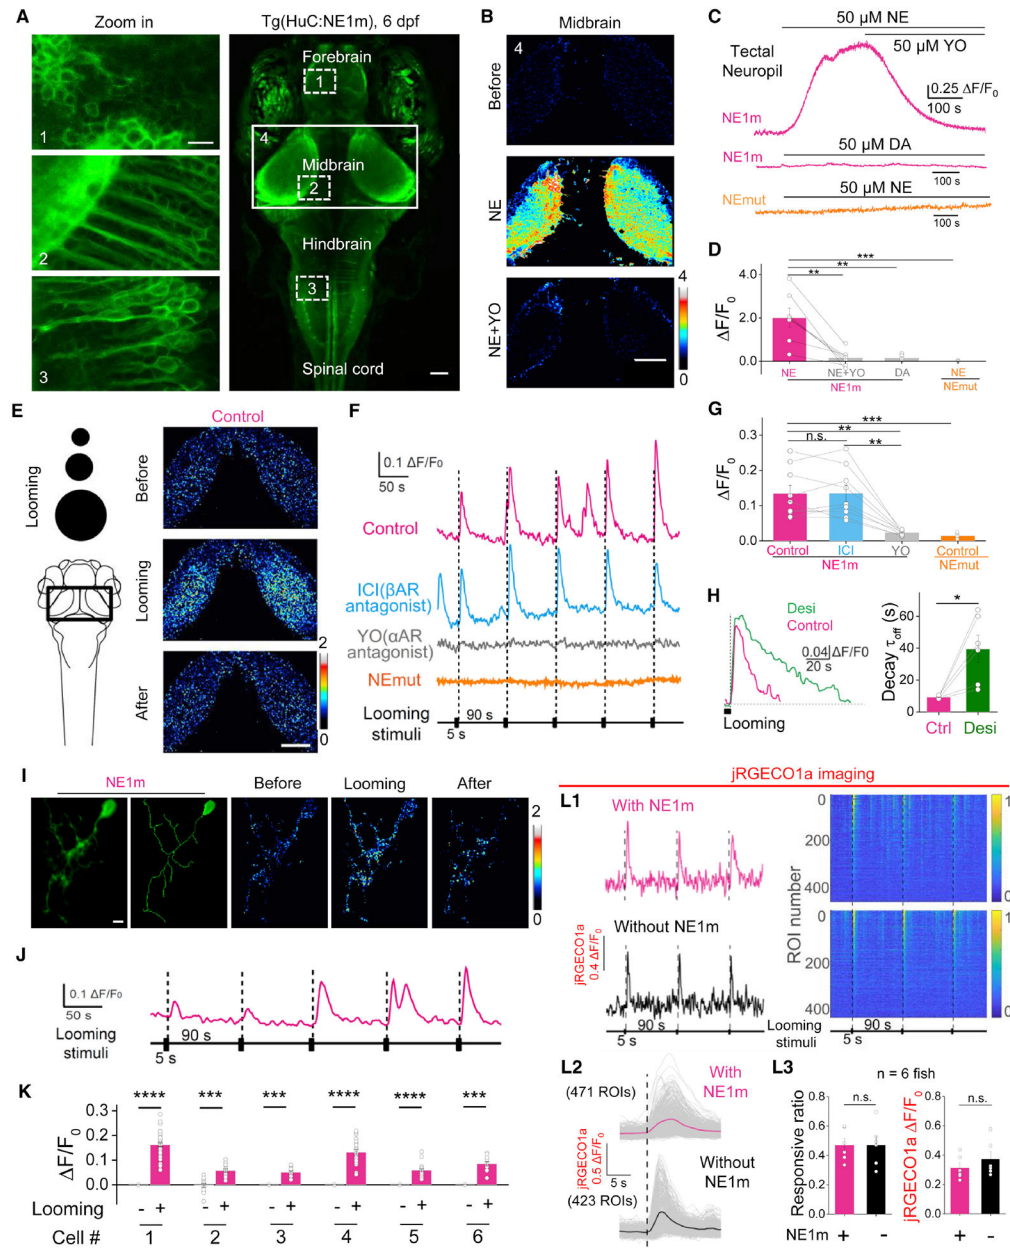 A
Zoom in
Tg(HuC:NE1m), 6 dpf
1
2
3
Forebrain
1
4
Midbrain
2
Hindbrain
3
Spinal cord
B
Midbrain
4
Before
NE
NE+YO
4
0
C
50 µM NE
50 µM YO
Tectal
Neuropil
0.25 ΔF/F0
100 s
NE1m
50 µM DA
NE1m
100 s
50 µM NE
NEmut
100 s
D
***
**
**
ΔF/F0
4.0
2.0
0.0
NE
NE+YO
DA
NE
NE1m
NEmut
E
Looming
Control
Before
Looming
After
2
0
F
0.1 ΔF/F0
50 s
Control
ICI(βAR
antagonist)
YO(αAR
antagonist)
NEmut
Looming
stimuli
90 s
5 s
G
***
**
n.s.
**
ΔF/F0
0.3
0.2
0.1
0.0
Control
ICI
YO
Control
NE1m
NEmut
H
Desi
Control
0.04 ΔF/F0
20 s
Looming
Decay τoff (s)
*
80
60
40
20
0
Ctrl
Desi
I
NE1m
Before
Looming
After
2
0
J
0.1 ΔF/F0
50 s
Looming
stimuli
90 s
5 s
K
**** *** *** **** **** ***
ΔF/F0
0.3
0.2
0.1
0.0
Looming - + - + - + - + - + - +
Cell # 1 2 3 4 5 6
jRGECO1a imaging
L1
With NE1m
Without NE1m
jRGECO1a
0.4 ΔF/F0
90 s
5 s
Looming
stimuli
ROI number
0
200
400
0
200
400
1
0
1
0
90 s
5 s
L2
(471 ROIs)
With
NE1m
jRGECO1a
0.5 ΔF/F0
5 s
Without
NE1m
(423 ROIs)
L3
n = 6 fish
Responsive ratio
n.s.
0.8
0.6
0.4
0.2
0.0
jRGECO1a ΔF/F0
n.s.
0.9
0.6
0.3
0.0
NE1m + - + -